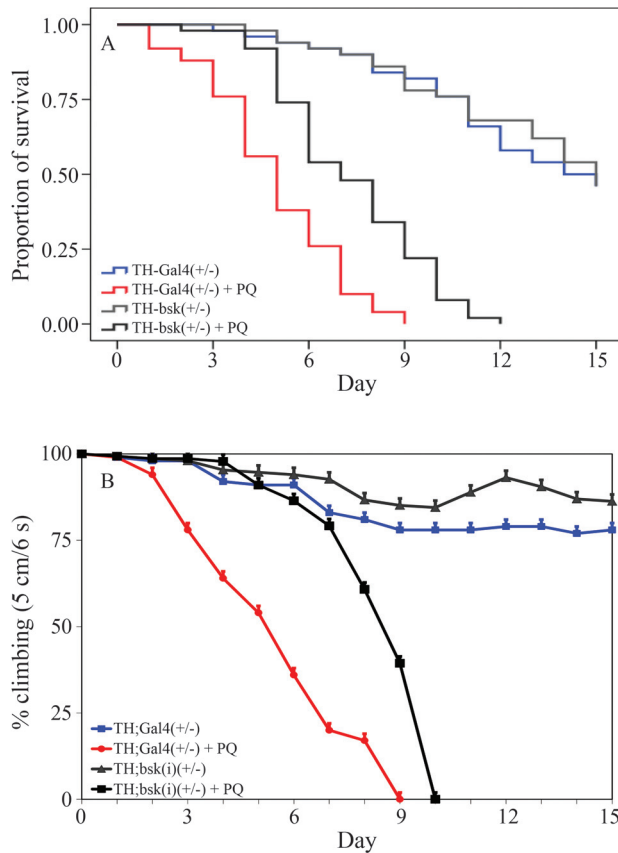 A
1.00
0.75
0.50
0.25
0.00
Proportion of survival
TH-Gal4(+/-)
TH-Gal4(+/-) + PQ
TH-bsk(+/-)
TH-bsk(+/-) + PQ
0 3 6 9 12 15
Day
B
100
75
50
25
0
% climbing (5 cm/6 s)
TH;Gal4(+/-)
TH;Gal4(+/-) + PQ
TH;bsk(i)(+/-)
TH;bsk(i)(+/-) + PQ
0 3 6 9 12 15
Day